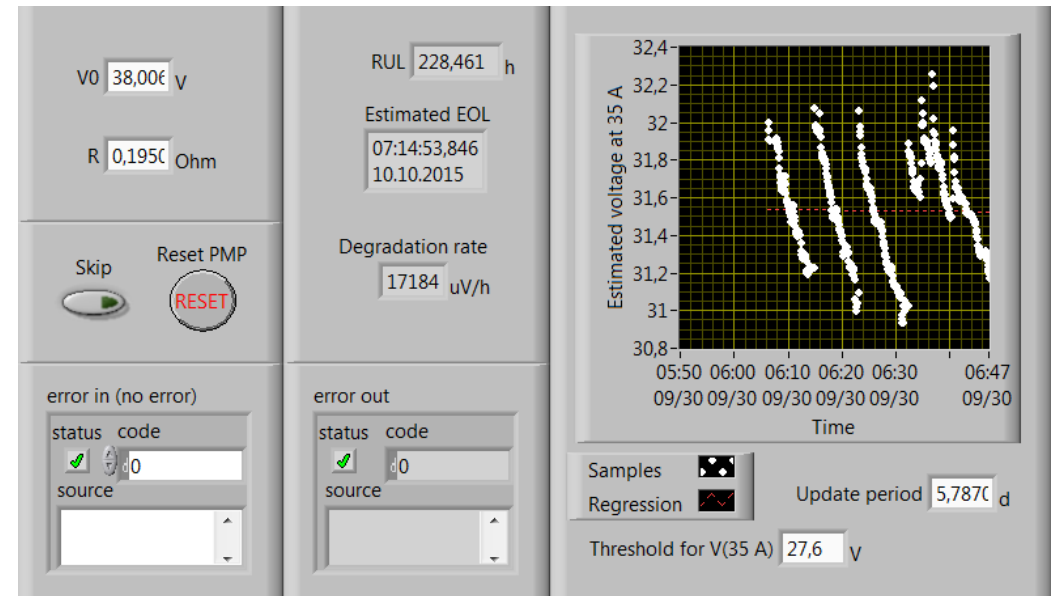 V0 38,006 V
R 0,1950 Ohm
Skip
Reset PMP
RESET
error in (no error)
status code
d 0
source
RUL 228,461 h
Estimated EOL
07:14:53,846
10.10.2015
Degradation rate
17184 uV/h
error out
status code
d 0
source
Estimated voltage at 35 A
32,4
32,2
32
31,8
31,6
31,4
31,2
31
30,8
05:50 06:00 06:10 06:20 06:30 06:47
09/30 09/30 09/30 09/30 09/30 09/30
Time
Samples
Regression
Update period 5,7870 d
Threshold for V(35 A) 27,6 V